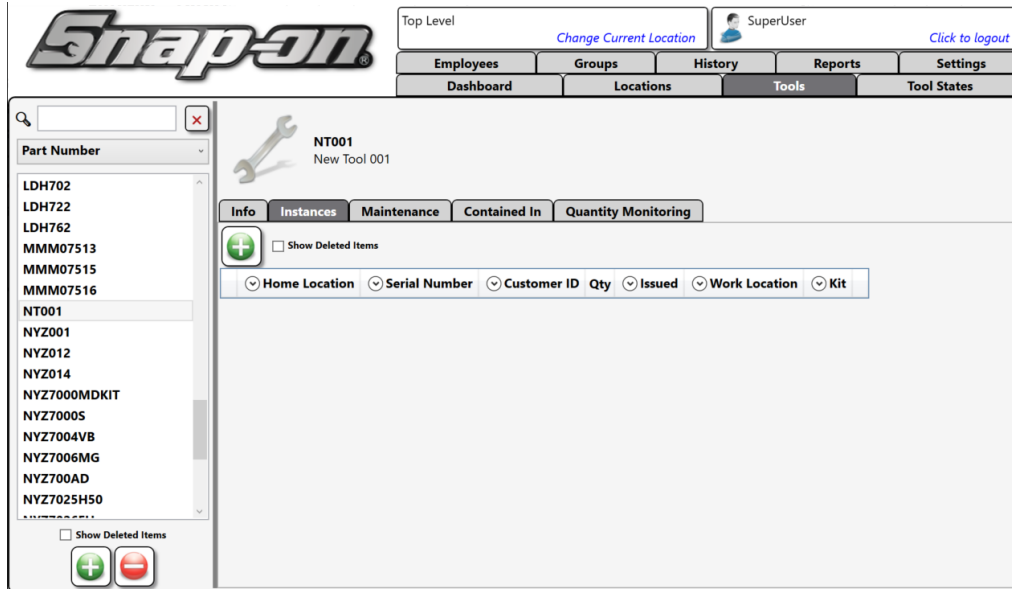 Snap-on
Top Level
Change Current Location
SuperUser
Click to logout
Employees Groups History Reports Settings
Dashboard Locations Tools Tool States
Part Number
LDH702
LDH722
LDH762
MMM07513
MMM07515
MMM07516
NT001
NYZ001
NYZ012
NYZ014
NYZ7000MDKIT
NYZ7000S
NYZ7004VB
NYZ7006MG
NYZ700AD
NYZ7025H50
Show Deleted Items
NT001
New Tool 001
Info Instances Maintenance Contained In Quantity Monitoring
Show Deleted Items
Home Location Serial Number Customer ID Qty Issued Work Location Kit